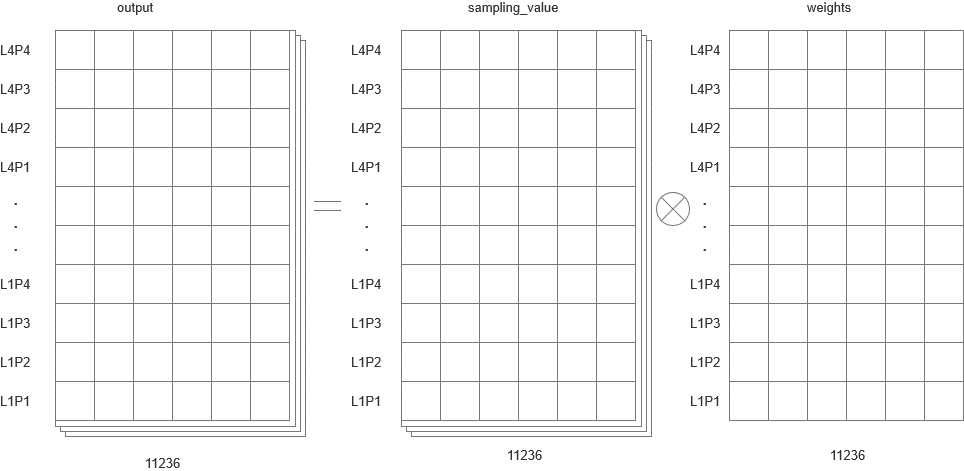 output sampling_value weights
L4P4 L4P4 L4P4
L4P3 L4P3 L4P3
L4P2 L4P2 L4P2
L4P1 L4P1 L4P1
. . .
. . .
. . .
L1P4 L1P4 L1P4
L1P3 L1P3 L1P3
L1P2 L1P2 L1P2
L1P1 L1P1 L1P1
11236 11236 11236